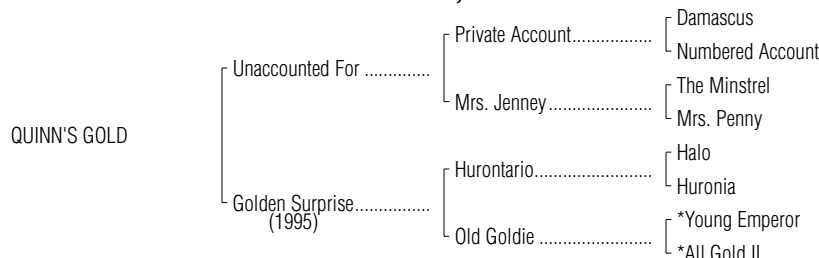 Damascus
Private Account..................
Numbered Account
Unaccounted For ..............
The Minstrel
Mrs. Jenney.......................
Mrs. Penny
QUINN'S GOLD
Halo
Hurontario..........................
Huronia
Golden Surprise.................
(1995)
*Young Emperor
Old Goldie .........................
*All Gold II